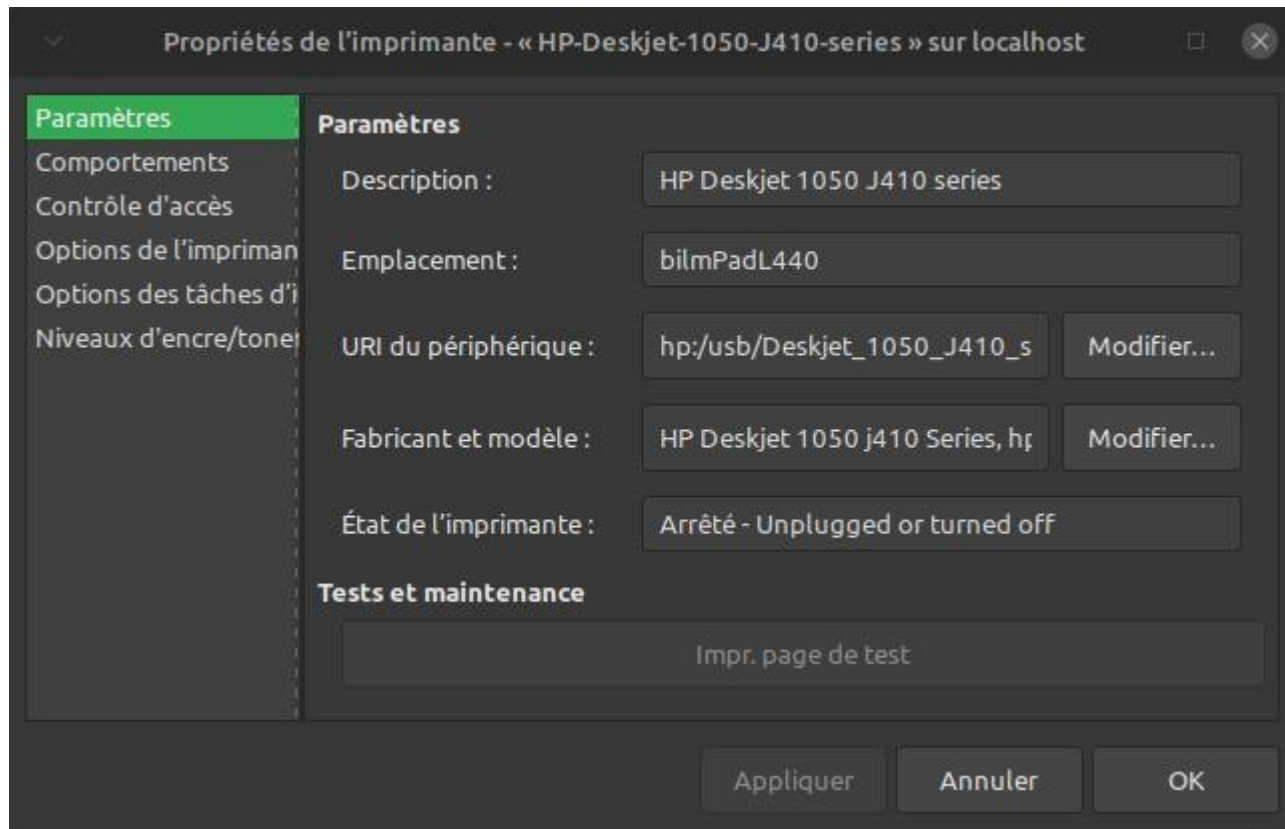 Propriétés de l'imprimante - « HP-Deskjet-1050-J410-series » sur localhost
Paramètres
Comportements
Contrôle d'accès
Options de l'impriman
Options des tâches d'i
Niveaux d'encre/toner
Paramètres
Description : HP Deskjet 1050 J410 series
Emplacement : bilmPadL440
URI du périphérique : hp:/usb/Deskjet_1050_J410_s Modifier...
Fabricant et modèle : HP Deskjet 1050 j410 Series, hp Modifier...
État de l'imprimante : Arrêté - Unplugged or turned off
Tests et maintenance
Impr. page de test
Appliquer Annuler OK